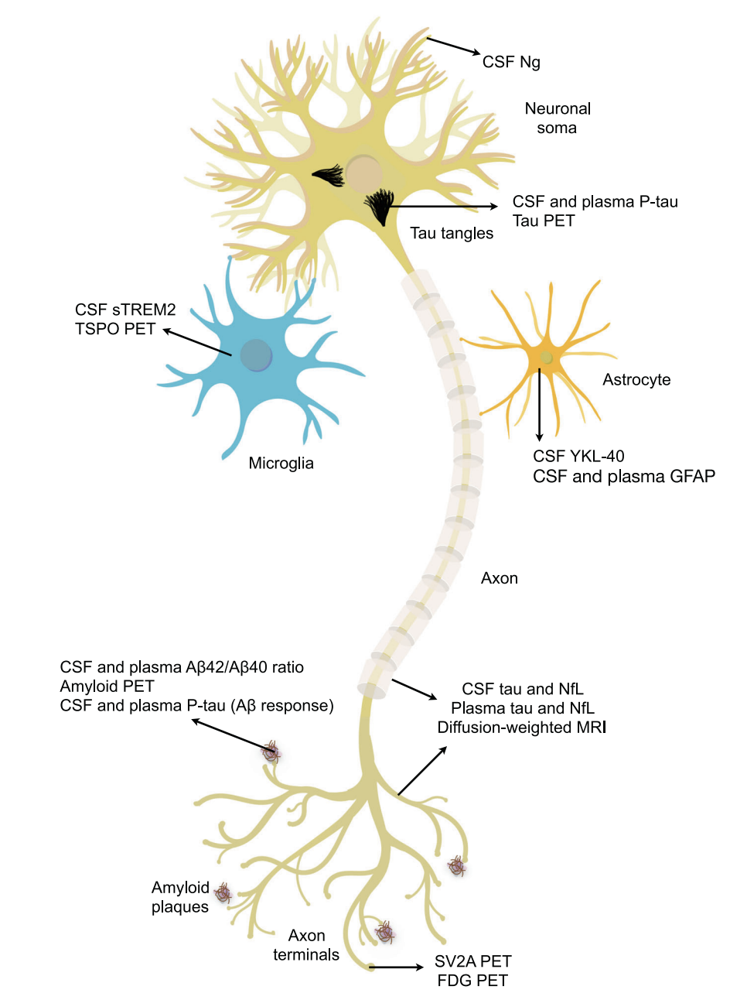 CSF Ng
Neuronal
soma
CSF and plasma P-tau
Tau PET
Tau tangles
CSF sTREM2
TSPO PET
Astrocyte
Microglia
CSF YKL-40
CSF and plasma GFAP
Axon
CSF and plasma Aβ42/Aβ40 ratio
Amyloid PET
CSF and plasma P-tau (Aβ response)
CSF tau and NfL
Plasma tau and NfL
Diffusion-weighted MRI
Amyloid
plaques
Axon
terminals
SV2A PET
FDG PET